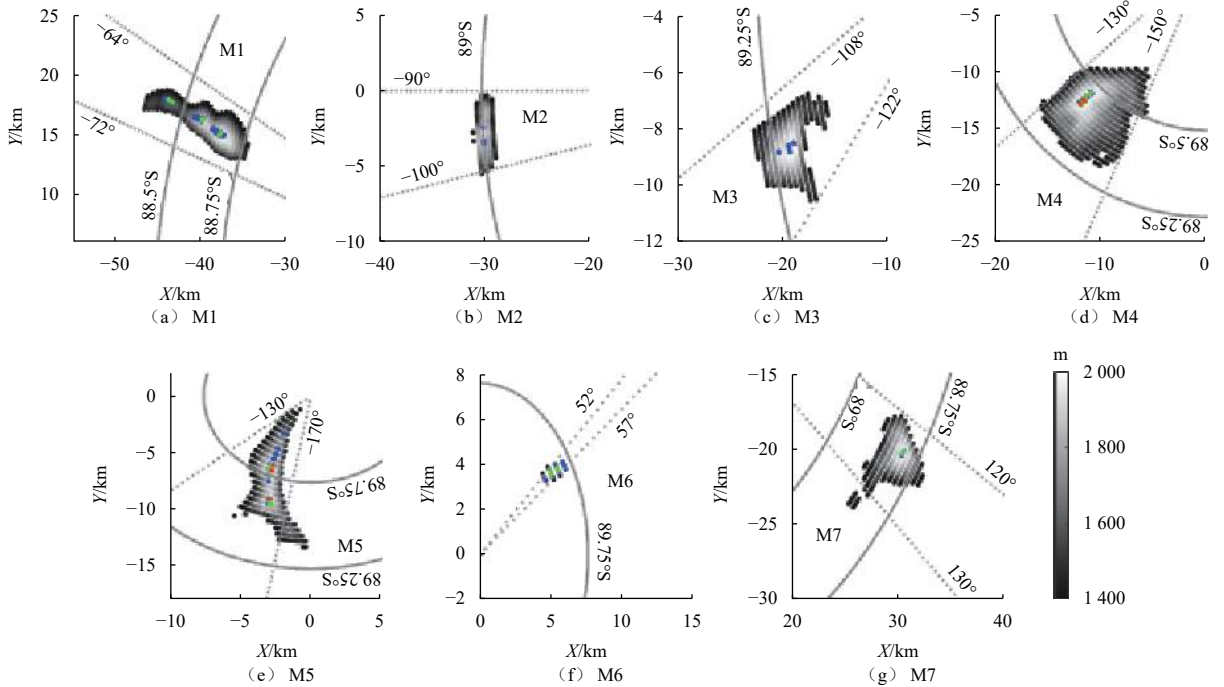 25
20
15
10
Y/km
−64°
−72°
M1
88.5°S
88.75°S
−50
−40
−30
X/km
（a） M1
5
0
−5
−10
Y/km
89°S
−90°
M2
−100°
−40
−30
−20
X/km
（b） M2
−4
−6
−8
−10
−12
Y/km
89.25°S
−108°
−122°
M3
−30
−20
−10
X/km
（c） M3
−5
−10
−15
−20
−25
Y/km
−130°
−150°
89.5°S
M4
89.25°S
−20
−10
0
X/km
（d） M4
0
−5
−10
−15
Y/km
−130°
−170°
89.75°S
M5
89.25°S
−10
−5
0
5
X/km
（e） M5
8
6
4
2
0
−2
Y/km
52°
57°
M6
89.75°S
0
5
10
15
X/km
（f） M6
−15
−20
−25
−30
Y/km
89°S
88.75°S
120°
M7
130°
20
30
40
X/km
（g） M7
m
2 000
1 800
1 600
1 400